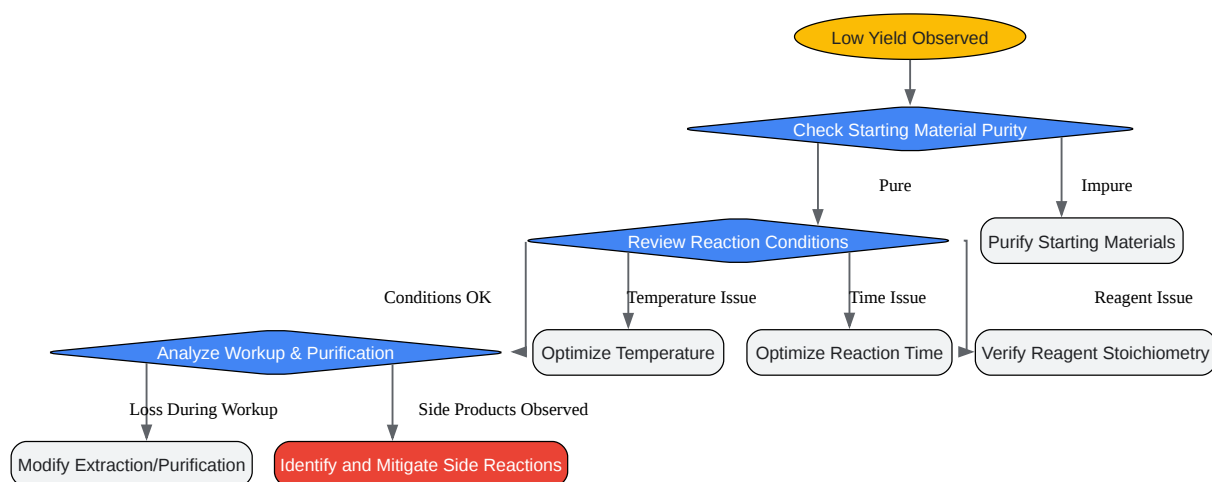 Low Yield Observed
Check Starting Material Purity
Pure
Impure
Review Reaction Conditions
Purify Starting Materials
Conditions OK
Temperature Issue
Time Issue
Reagent Issue
Analyze Workup & Purification
Optimize Temperature
Optimize Reaction Time
Verify Reagent Stoichiometry
Loss During Workup
Side Products Observed
Modify Extraction/Purification
Identify and Mitigate Side Reactions